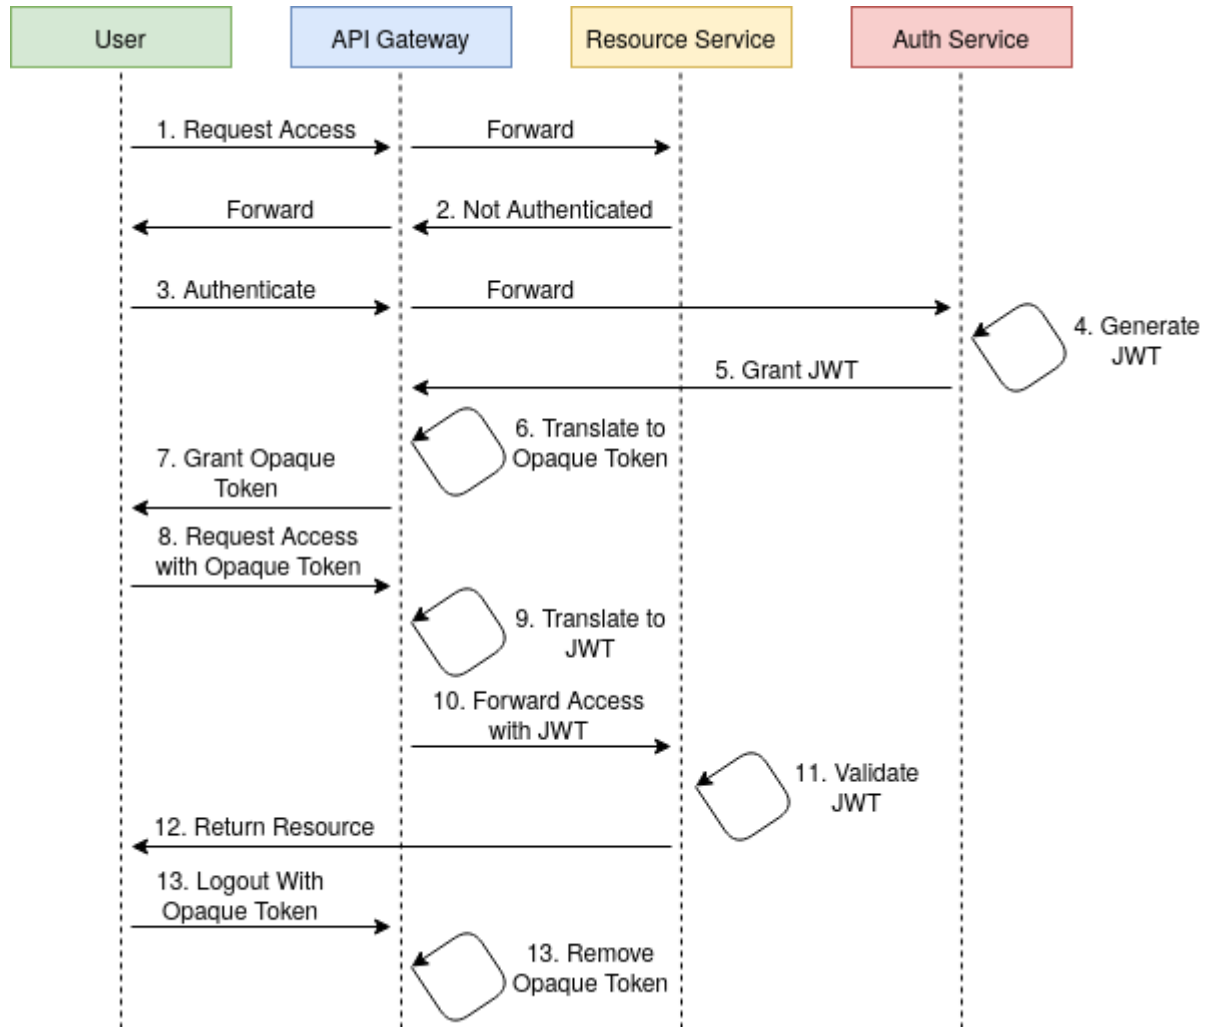 User
API Gateway
Resource Service
Auth Service
1. Request Access
Forward
Forward
2. Not Authenticated
3. Authenticate
Forward
4. Generate
JWT
5. Grant JWT
6. Translate to
Opaque Token
7. Grant Opaque
Token
8. Request Access
with Opaque Token
9. Translate to
JWT
10. Forward Access
with JWT
11. Validate
JWT
12. Return Resource
13. Logout With
Opaque Token
13. Remove
Opaque Token